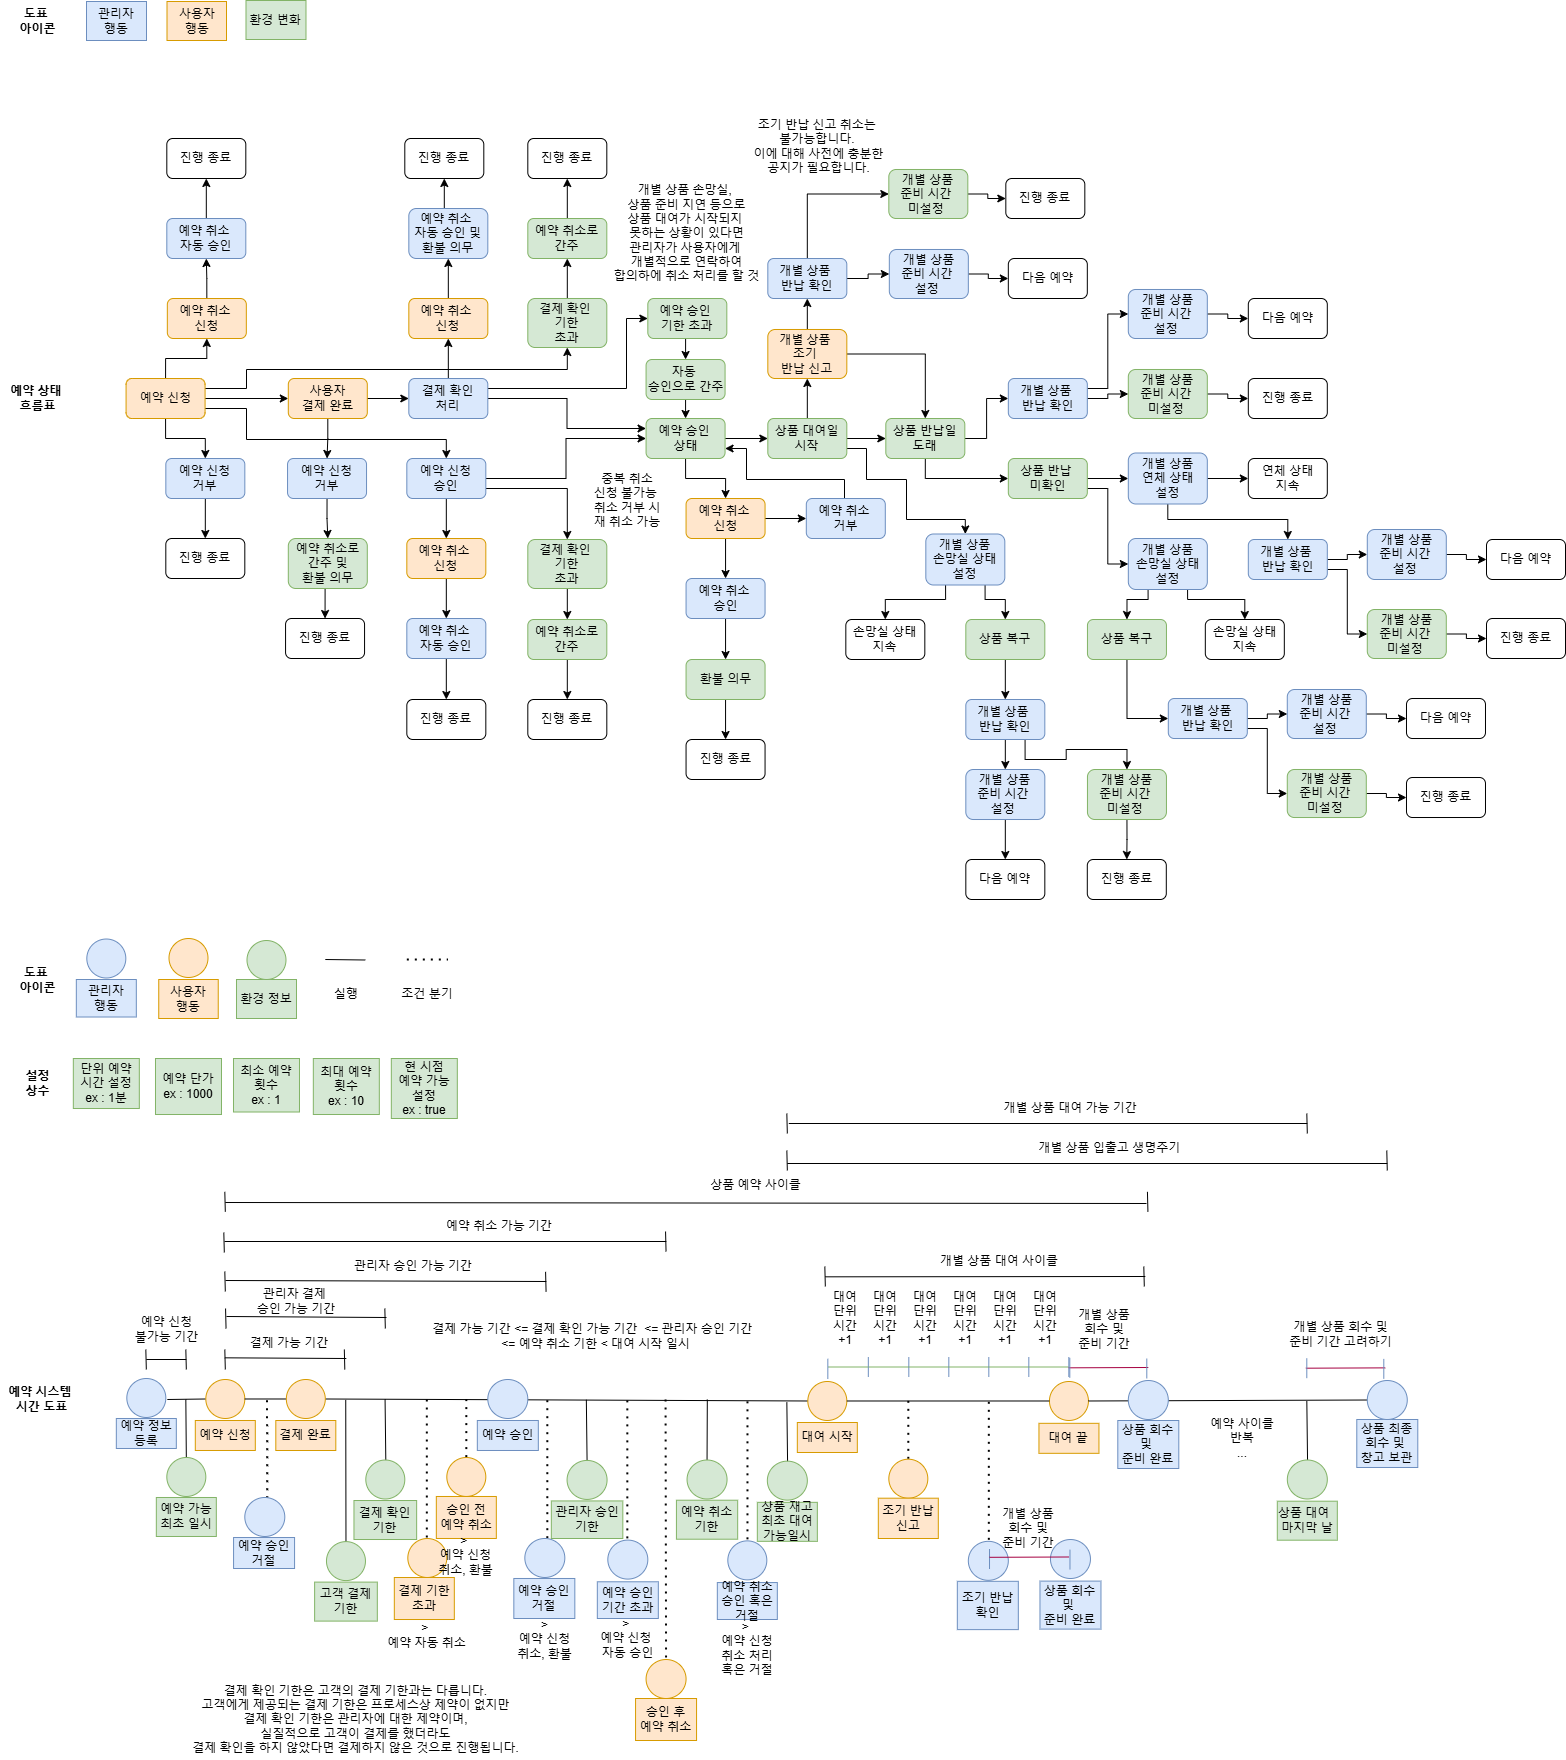 도표
아이콘
관리자
행동
사용자
행동
환경 변화
조기 반납 신고 취소는
불가능합니다.
이에 대해 사전에 충분한
공지가 필요합니다.
진행 종료
진행 종료
진행 종료
개별 상품
준비 시간
미설정
진행 종료
개별 상품 손망실,
상품 준비 지연 등으로
상품 대여가 시작되지
못하는 상황이 있다면
관리자가 사용자에게
개별적으로 연락하여
합의하에 취소 처리를 할 것
예약 취소
자동 승인
예약 취소
자동 승인 및
환불 의무
예약 취소로
간주
개별 상품
반납 확인
개별 상품
준비 시간
설정
다음 예약
예약 취소
신청
예약 취소
신청
결제 확인
기한
초과
예약 승인
기한 초과
개별 상품
조기
반납 신고
개별 상품
준비 시간
설정
다음 예약
예약 상태
흐름표
예약 신청
사용자
결제 완료
결제 확인
처리
자동
승인으로 간주
개별 상품
반납 확인
개별 상품
준비 시간
미설정
진행 종료
예약 승인
상태
상품 대여일
시작
상품 반납일
도래
예약 신청
거부
예약 신청
거부
예약 신청
승인
중복 취소
신청 불가능
취소 거부 시
재 취소 가능
상품 반납
미확인
개별 상품
연체 상태
설정
연체 상태
지속
예약 취소
신청
예약 취소
거부
진행 종료
예약 취소로
간주 및
환불 의무
예약 취소
신청
결제 확인
기한
초과
개별 상품
손망실 상태
설정
개별 상품
손망실 상태
설정
개별 상품
반납 확인
개별 상품
준비 시간
설정
다음 예약
예약 취소
승인
진행 종료
예약 취소
자동 승인
예약 취소로
간주
손망실 상태
지속
상품 복구
상품 복구
손망실 상태
지속
개별 상품
준비 시간
미설정
진행 종료
환불 의무
진행 종료
진행 종료
개별 상품
반납 확인
개별 상품
반납 확인
개별 상품
준비 시간
설정
다음 예약
진행 종료
개별 상품
준비 시간
설정
개별 상품
준비 시간
미설정
개별 상품
준비 시간
미설정
진행 종료
다음 예약
진행 종료
도표
아이콘
관리자
행동
사용자
행동
환경 정보
실행
조건 분기
설정
상수
단위 예약
시간 설정
ex : 1분
예약 단가
ex : 1000
최소 예약
횟수
ex : 1
최대 예약
횟수
ex : 10
현 시점
예약 가능
설정
ex : true
개별 상품 대여 가능 기간
개별 상품 입출고 생명주기
상품 예약 사이클
예약 취소 가능 기간
관리자 승인 가능 기간
개별 상품 대여 사이클
관리자 결제
승인 가능 기간
예약 신청
불가능 기간
결제 가능 기간
결제 가능 기간 <= 결제 확인 가능 기간  <= 관리자 승인 기간
<= 예약 취소 기한 < 대여 시작 일시
대여
단위
시간
+1
대여
단위
시간
+1
대여
단위
시간
+1
대여
단위
시간
+1
대여
단위
시간
+1
대여
단위
시간
+1
개별 상품
회수 및
준비 기간
개별 상품 회수 및
준비 기간 고려하기
예약 시스템
시간 도표
예약 정보
등록
예약 신청
결제 완료
예약 승인
대여 시작
대여 끝
상품 회수
및
준비 완료
예약 사이클
반복
...
상품 최종
회수 및
창고 보관
예약 가능
최초 일시
예약 승인
거절
고객 결제
기한
결제 확인
기한
결제 기한
초과
>
예약 자동 취소
승인 전
예약 취소
>
예약 신청
취소, 환불
예약 승인
거절
>
예약 신청
취소, 환불
관리자 승인
기한
예약 승인
기간 초과
>
예약 신청
자동 승인
승인 후
예약 취소
예약 취소
기한
예약 취소
승인 혹은
거절
>
예약 신청
취소 처리
혹은 거절
상품 재고
최초 대여
가능일시
조기 반납
신고
조기 반납
확인
개별 상품
회수 및
준비 기간
상품 회수
및
준비 완료
상품 대여
마지막 날
결제 확인 기한은 고객의 결제 기한과는 다릅니다.
고객에게 제공되는 결제 기한은 프로세스상 제약이 없지만
결제 확인 기한은 관리자에 대한 제약이며,
실질적으로 고객이 결제를 했더라도
결제 확인을 하지 않았다면 결제하지 않은 것으로 진행됩니다.